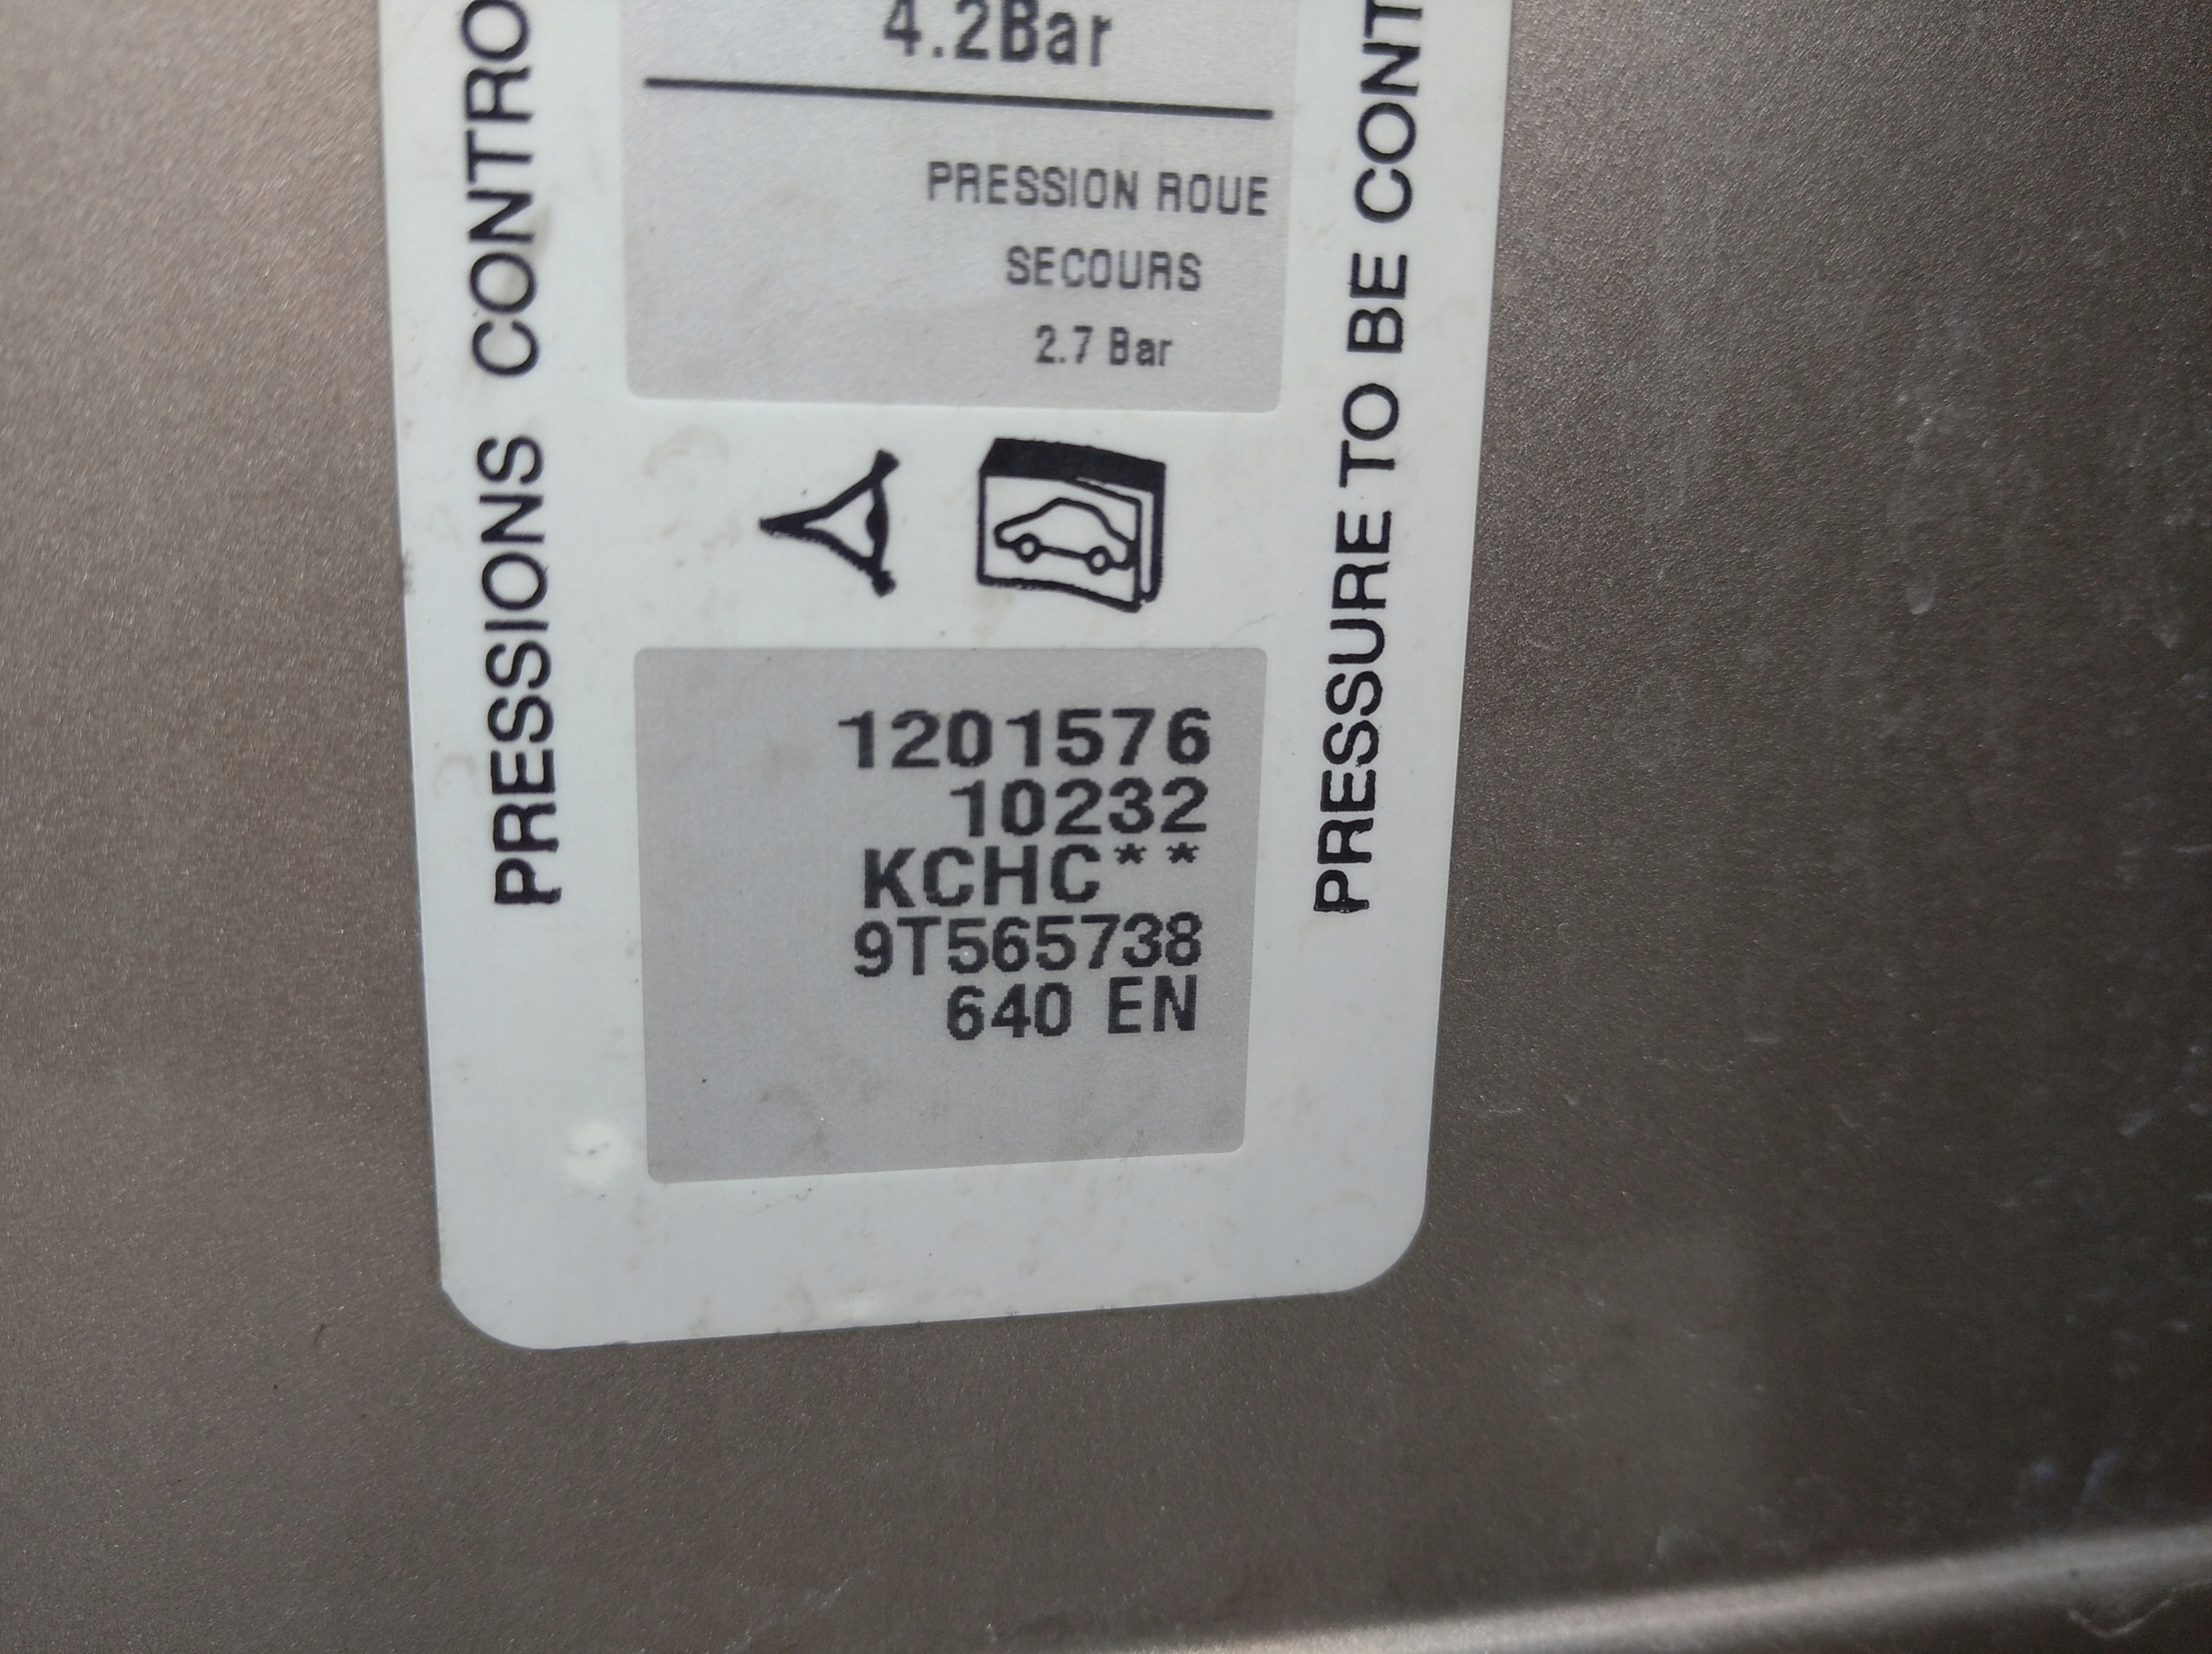 4.2Bar
PRESSION ROUE
SECOURS
2.7 Bar
1201576
10232
KCHC**
9T565738
640 EN
PRESSIONS CONTRO
PRESSURE TO BE CONT